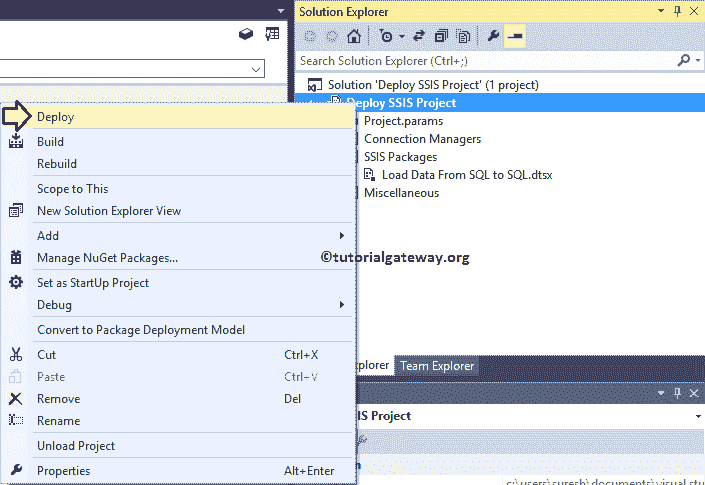 Solution Explorer
Search Solution Explorer (Ctrl+;)
Solution 'Deploy SSIS Project' (1 project)
Deploy SSIS Project
Project.params
Connection Managers
SSIS Packages
Load Data From SQL to SQL.dtsx
Miscellaneous
Deploy
Build
Rebuild
Scope to This
New Solution Explorer View
Add
Manage NuGet Packages...
Set as StartUp Project
Debug
Convert to Package Deployment Model
Cut Ctrl+X
Paste Ctrl+V
Remove Del
Rename
Unload Project
Properties Alt+Enter
©tutorialgateway.org
plorer Team Explorer
IS Project
c:\users\suresh\documents\visual stu